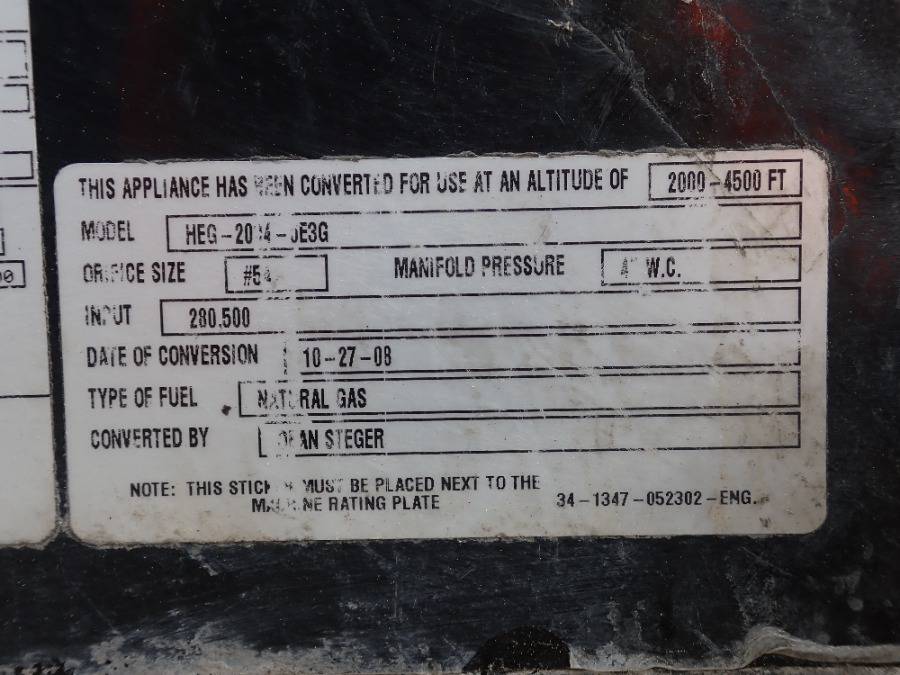 THIS APPLIANCE HAS BEEN CONVERTED FOR USE AT AN ALTITUDE OF 2000-4500 FT
MODEL
ORIFICE SIZE MANIFOLD PRESSURE 4" W.C.
INPUT 280.500
DATE OF CONVERSION 10-27-08
TYPE OF FUEL NATURAL GAS
CONVERTED BY STEGER
NOTE: THIS STICKER MUST BE PLACED NEXT TO THE
MACHINE RATING PLATE 34-1347-052302-ENG.